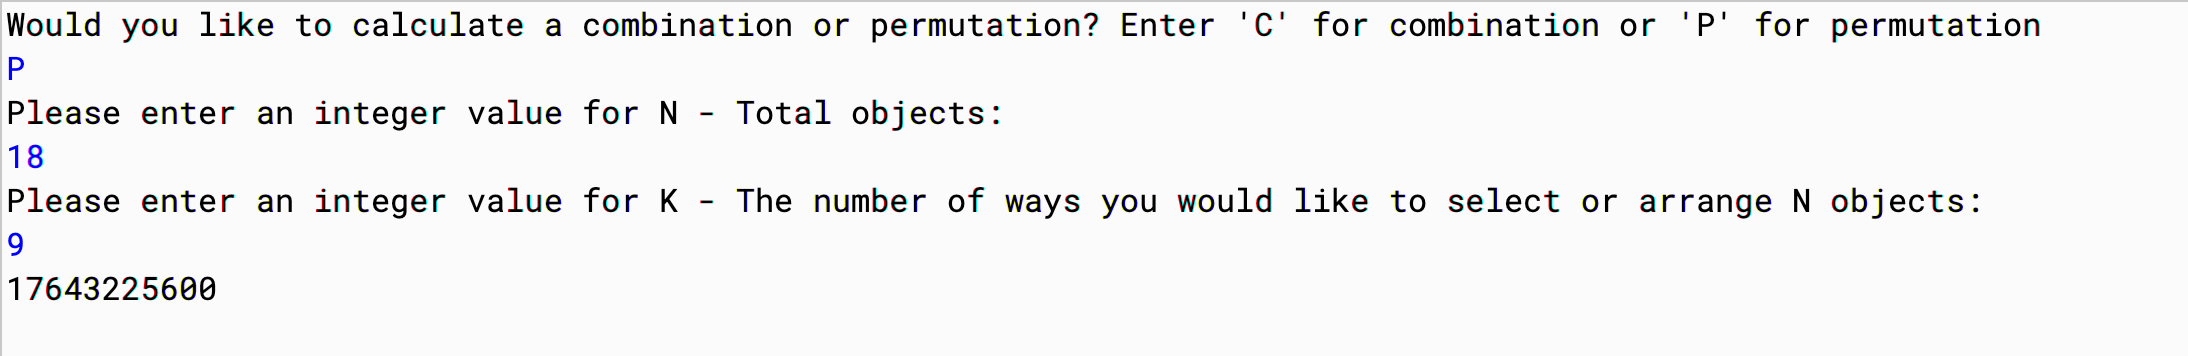 Would you like to calculate a combination or permutation? Enter 'C' for combination or 'P' for permutation
P
Please enter an integer value for N - Total objects:
18
Please enter an integer value for K - The number of ways you would like to select or arrange N objects:
9
17643225600